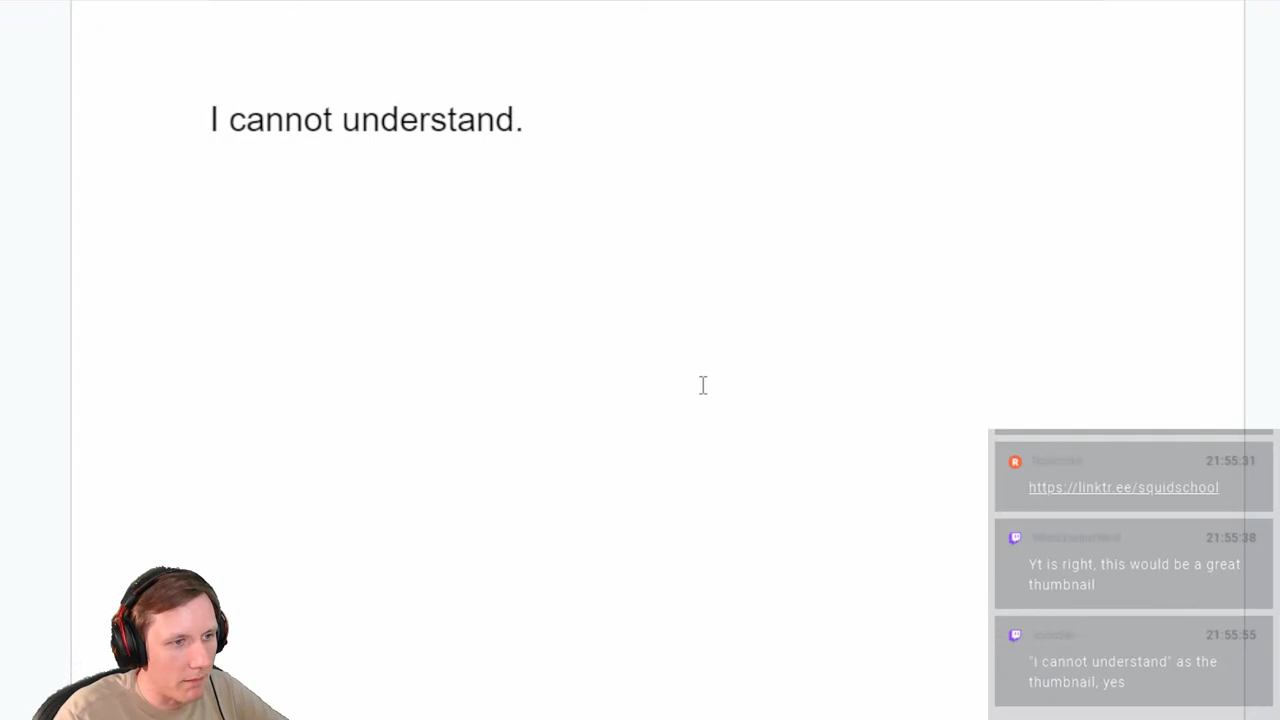 I cannot understand.
R
21:55:31
https://linktr.ee/squidschool
21:55:38
Yt is right, this would be a great
thumbnail
21:55:55
"i cannot understand" as the
thumbnail, yes